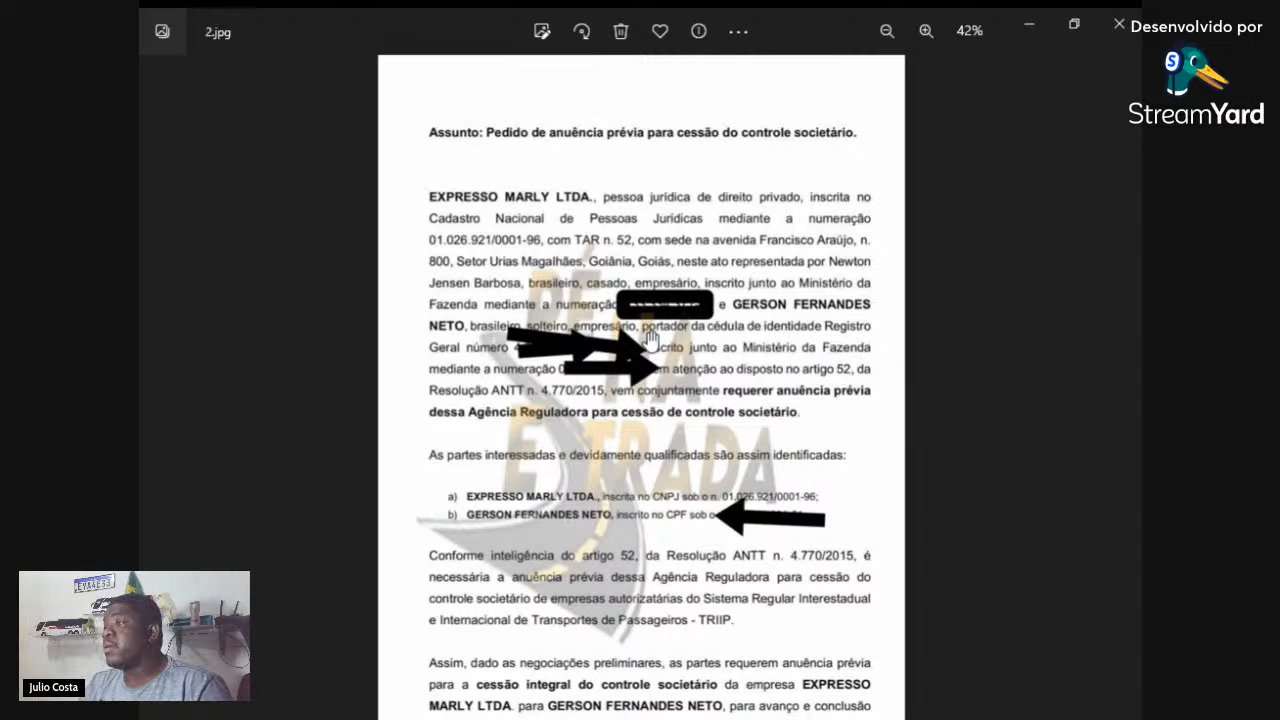 2.jpg
42%
Desenvolvido por
StreamYard
Assunto: Pedido de anuência prévia para cessão do controle societário.
EXPRESSO MARLY LTDA., pessoa jurídica de direito privado, inscrita no
Cadastro Nacional de Pessoas Jurídicas mediante a numeração
01.026.921/0001-96, com TAR n. 52, com sede na avenida Francisco Araújo, n.
800, Setor Urias Magalhães, Goiânia, Goiás, neste ato representada por Newton
Jensen Barbosa, brasileiro, casado, empresário, inscrito junto ao Ministério da
Fazenda mediante a numeração e GERSON FERNANDES
NETO, brasileiro, solteiro, empresário, portador da cédula de identidade Registro
Geral número junto ao Ministério da Fazenda
mediante a numeração atenção ao disposto no artigo 52, da
Resolução ANTT n. 4.770/2015, vem conjuntamente requerer anuência prévia
dessa Agência Reguladora para cessão de controle societário.
As partes interessadas e devidamente qualificadas são assim identificadas:
a) EXPRESSO MARLY LTDA., inscrita no CNPJ sob o n. 01.026.921/0001-96;
b) GERSON FERNANDES NETO, inscrito no CPF sob o
Conforme inteligência do artigo 52, da Resolução ANTT n. 4.770/2015, é
necessária a anuência prévia dessa Agência Reguladora para cessão do
controle societário de empresas autorizatárias do Sistema Regular Interestadual
e Internacional de Transportes de Passageiros - TRIIP.
Assim, dado as negociações preliminares, as partes requerem anuência prévia
para a cessão integral do controle societário da empresa EXPRESSO
MARLY LTDA. para GERSON FERNANDES NETO, para avanço e conclusão
Julio Costa